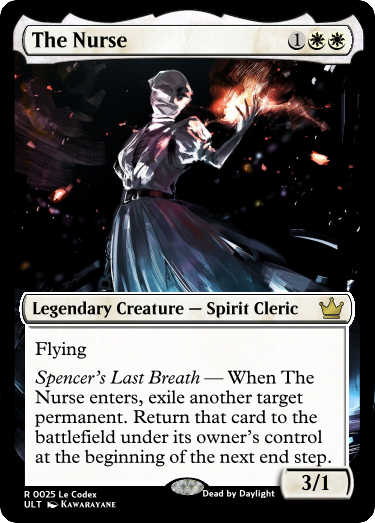 The Nurse 1
Legendary Creature — Spirit Cleric
Flying
Spencer's Last Breath — When The
Nurse enters, exile another target
permanent. Return that card to the
battlefield under its owner's control
at the beginning of the next end step.
3/1
R 0025 Le Codex
ULT Kawarayane
Dead by Daylight